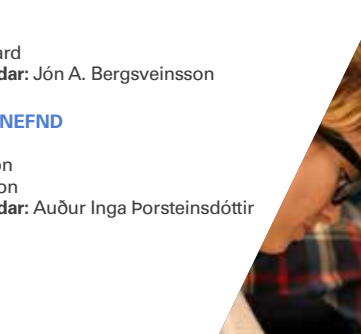 ard
dar: Jón A. Bergsveinsson
NEFND
on
on
dar: Auður Inga Þorsteinsdóttir